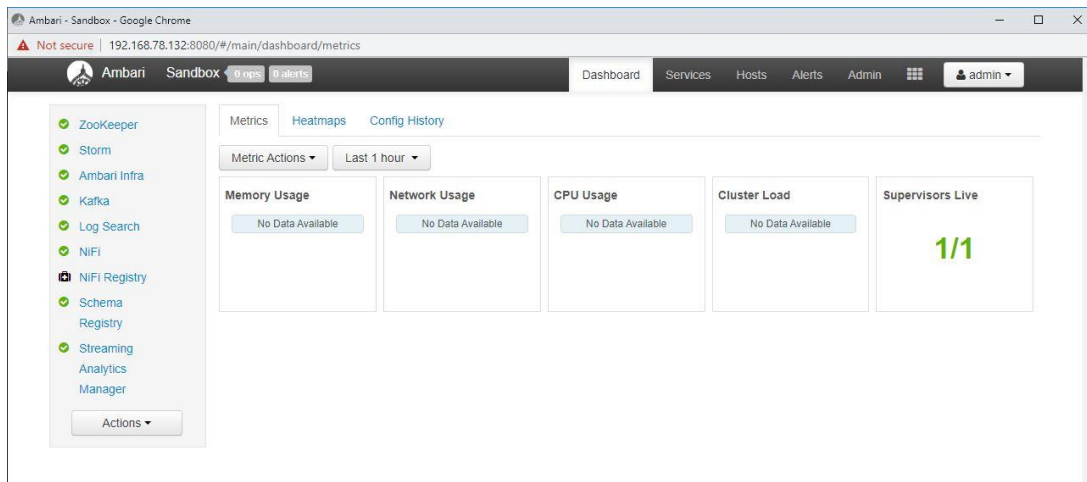 Ambari - Sandbox - Google Chrome
Not secure | 192.168.78.132:8080/#/main/dashboard/metrics
Ambari Sandbox 0 ops 0 alerts Dashboard Services Hosts Alerts Admin admin
ZooKeeper
Storm
Ambari Infra
Kafka
Log Search
NiFi
NiFi Registry
Schema
Registry
Streaming
Analytics
Manager
Actions
Metrics Heatmaps Config History
Metric Actions Last 1 hour
Memory Usage
No Data Available
Network Usage
No Data Available
CPU Usage
No Data Available
Cluster Load
No Data Available
Supervisors Live
1/1